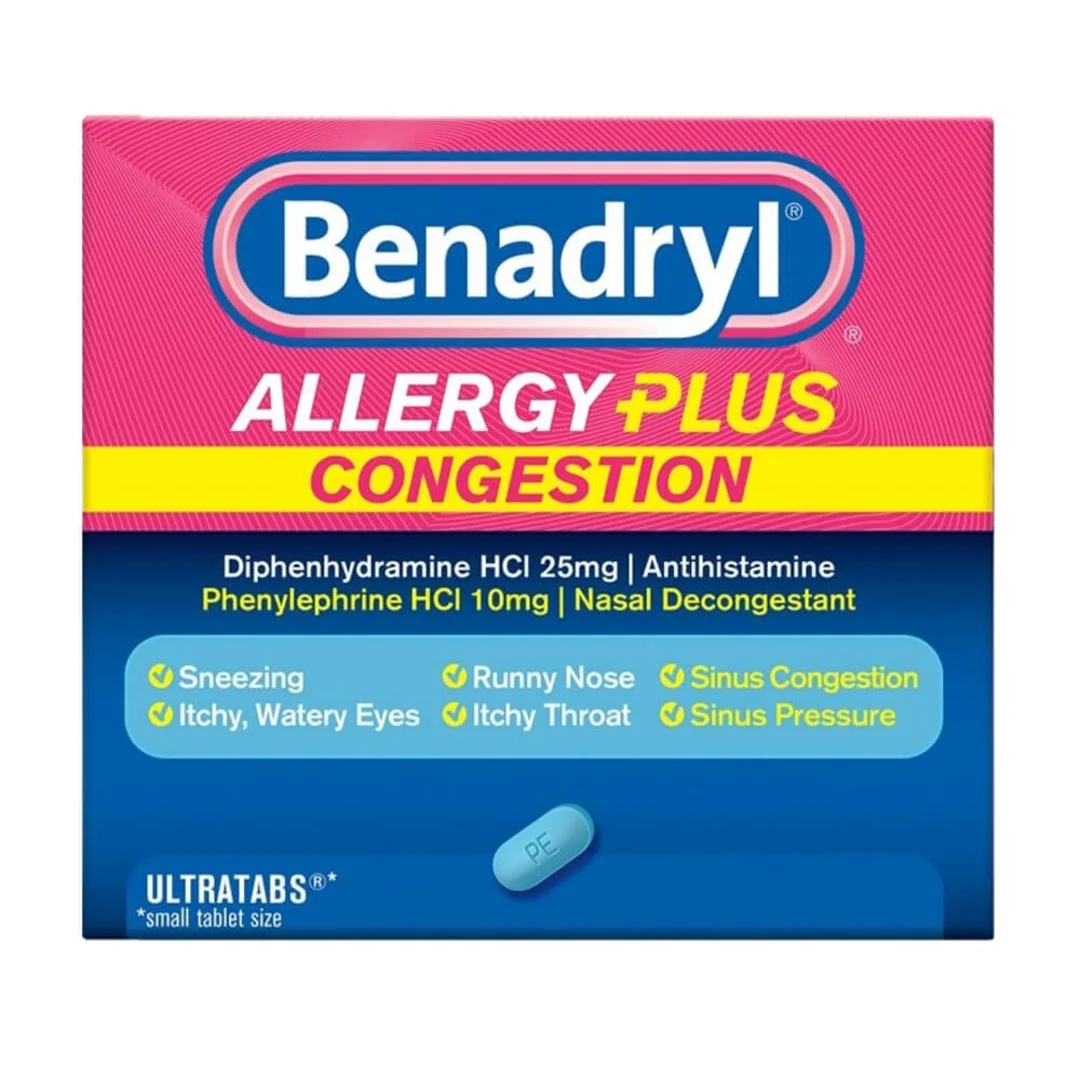 Benadryl®
®
ALLERGY PLUS
CONGESTION
Diphenhydramine HCl 25mg | Antihistamine
Phenylephrine HCl 10mg | Nasal Decongestant
Sneezing Runny Nose Sinus Congestion
Itchy, Watery Eyes Itchy Throat Sinus Pressure
PE
ULTRATABS®*
*small tablet size